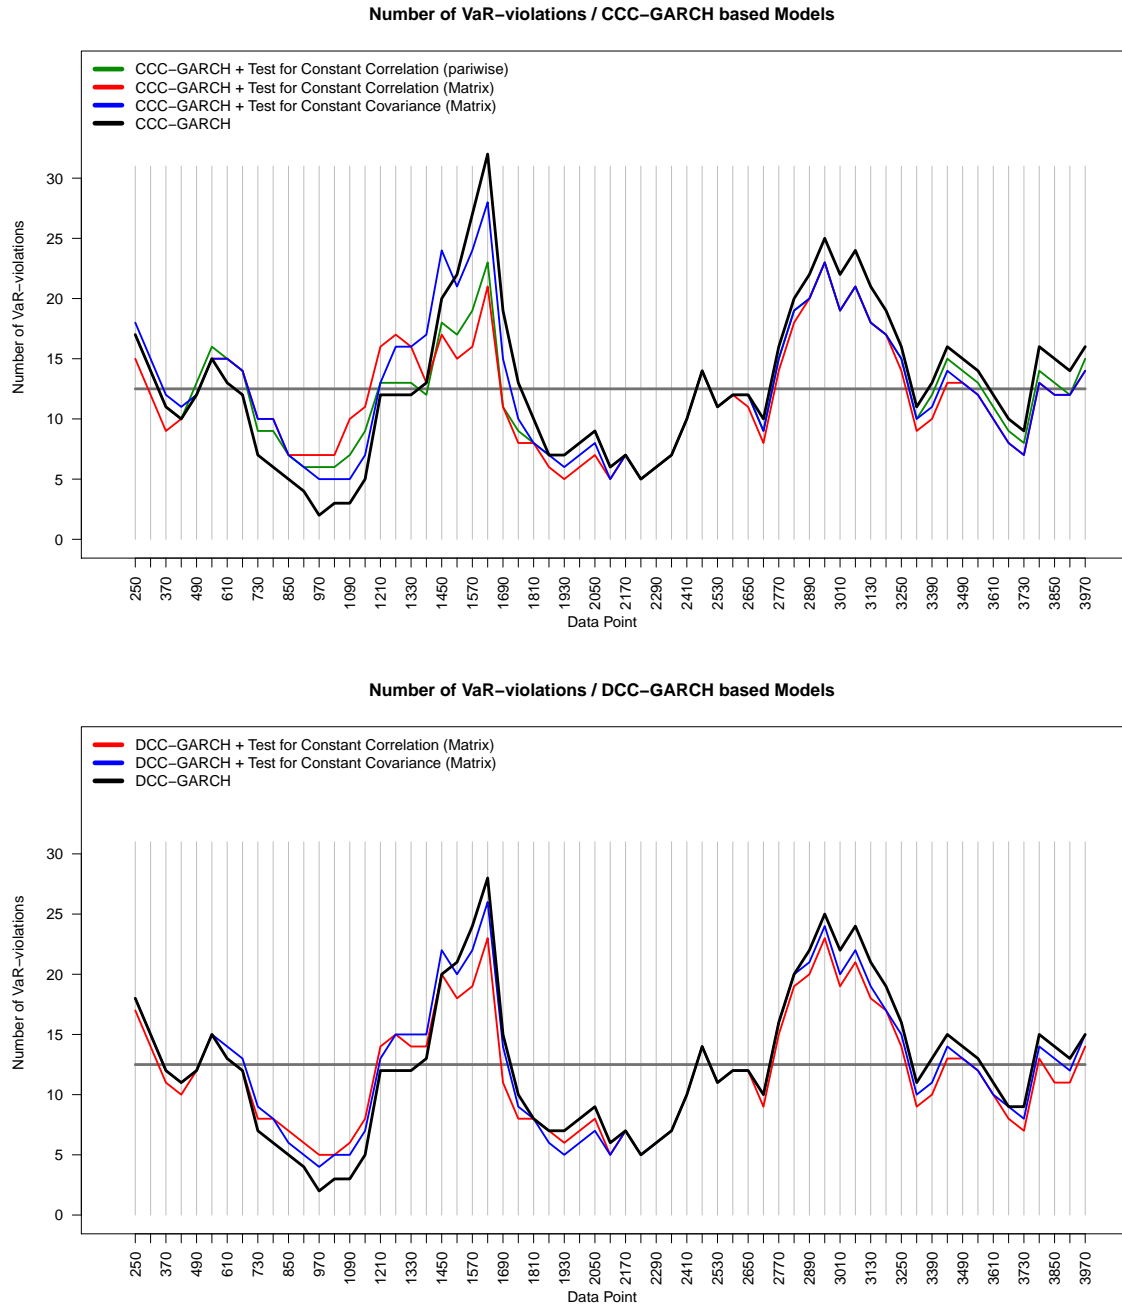 Number of VaR−violations / CCC−GARCH based Models
CCC−GARCH + Test for Constant Correlation (pariwise)
CCC−GARCH + Test for Constant Correlation (Matrix)
CCC−GARCH + Test for Constant Covariance (Matrix)
CCC−GARCH
Number of VaR−violations
30
25
20
15
10
5
0
250 370 490 610 730 850 970 1090 1210 1330 1450 1570 1690 1810 1930 2050 2170 2290 2410 2530 2650 2770 2890 3010 3130 3250 3390 3490 3610 3730 3850 3970
Data Point
Number of VaR−violations / DCC−GARCH based Models
DCC−GARCH + Test for Constant Correlation (Matrix)
DCC−GARCH + Test for Constant Covariance (Matrix)
DCC−GARCH
Number of VaR−violations
30
25
20
15
10
5
0
250 370 490 610 730 850 970 1090 1210 1330 1450 1570 1690 1810 1930 2050 2170 2290 2410 2530 2650 2770 2890 3010 3130 3250 3390 3490 3610 3730 3850 3970
Data Point